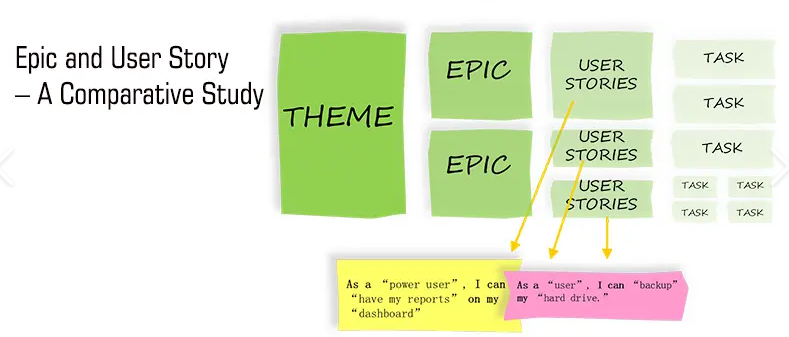 Epic and User Story
– A Comparative Study
THEME
EPIC
EPIC
USER
STORIES
USER
STORIES
USER
STORIES
TASK
TASK
TASK
TASK TASK
TASK TASK
As a “power user”, I can
“have my reports” on my
“dashboard”
As a “user”, I can “backup”
my “hard drive.”